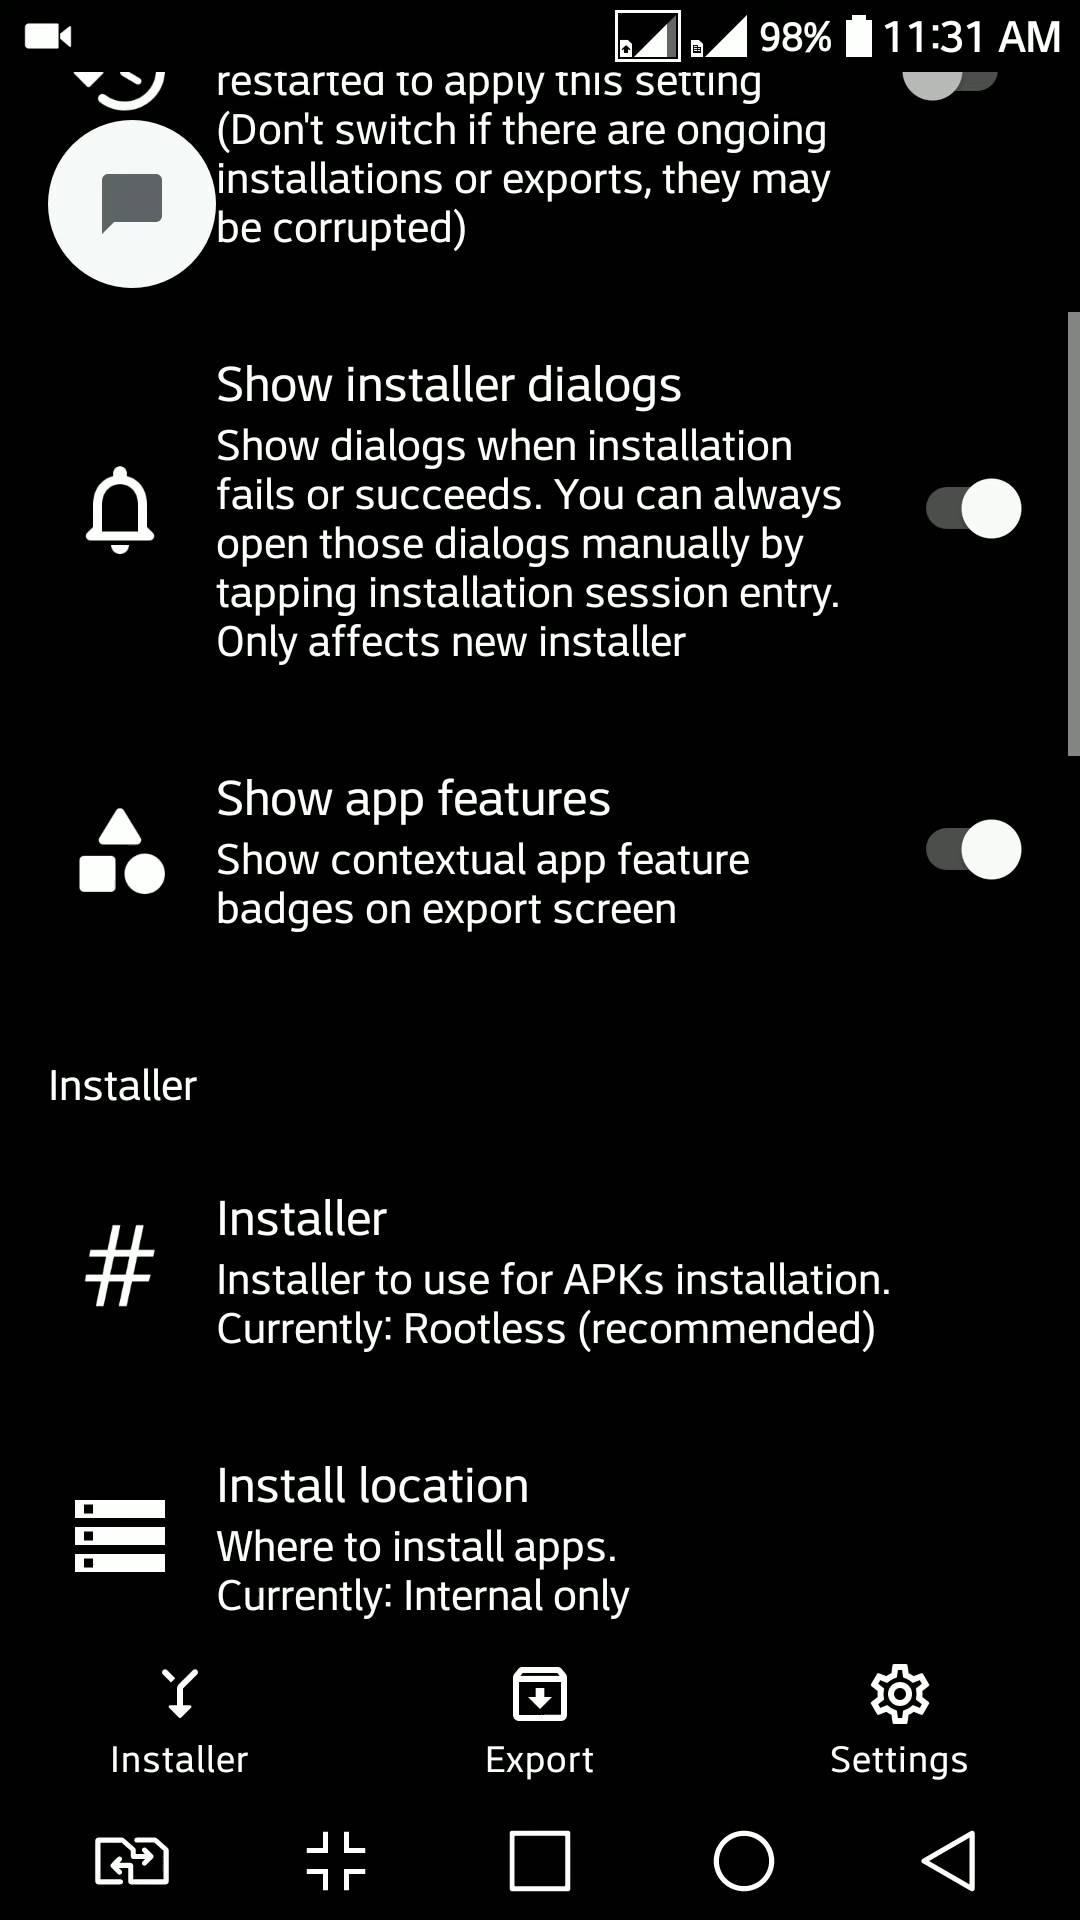 98% 11:31 AM
restarted to apply this setting
(Don't switch if there are ongoing
installations or exports, they may
be corrupted)
Show installer dialogs
Show dialogs when installation
fails or succeeds. You can always
open those dialogs manually by
tapping installation session entry.
Only affects new installer
Show app features
Show contextual app feature
badges on export screen
Installer
Installer
Installer to use for APKs installation.
Currently: Rootless (recommended)
Install location
Where to install apps.
Currently: Internal only
Installer
Export
Settings